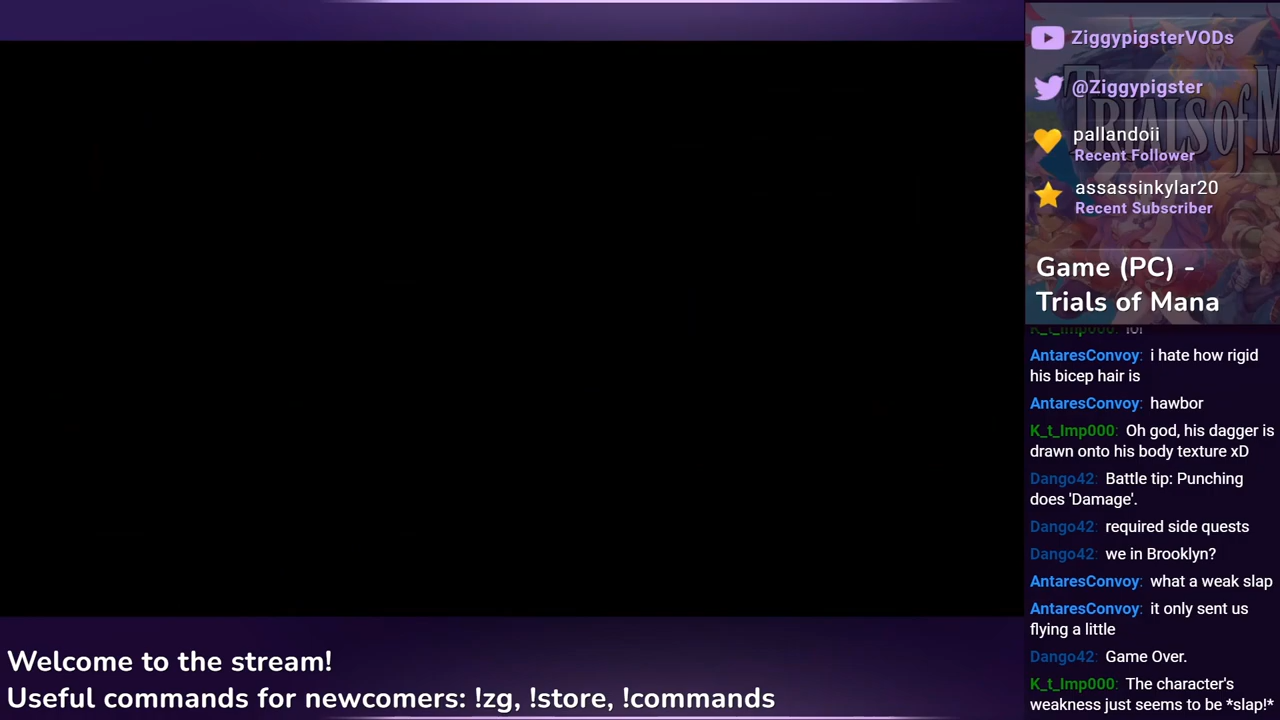 ZiggypigsterVODs
@Ziggypigster
pallandoii
Recent Follower
assassinkylar20
Recent Subscriber
TRIALS of M
Game (PC) -
Trials of Mana
K_t_Imp000: lol
AntaresConvoy: i hate how rigid
his bicep hair is
AntaresConvoy: hawbor
K_t_Imp000: Oh god, his dagger is
drawn onto his body texture xD
Dango42: Battle tip: Punching
does 'Damage'.
Dango42: required side quests
Dango42: we in Brooklyn?
AntaresConvoy: what a weak slap
AntaresConvoy: it only sent us
flying a little
Dango42: Game Over.
K_t_Imp000: The character's
weakness just seems to be *slap!*
Welcome to the stream!
Useful commands for newcomers: !zg, !store, !commands